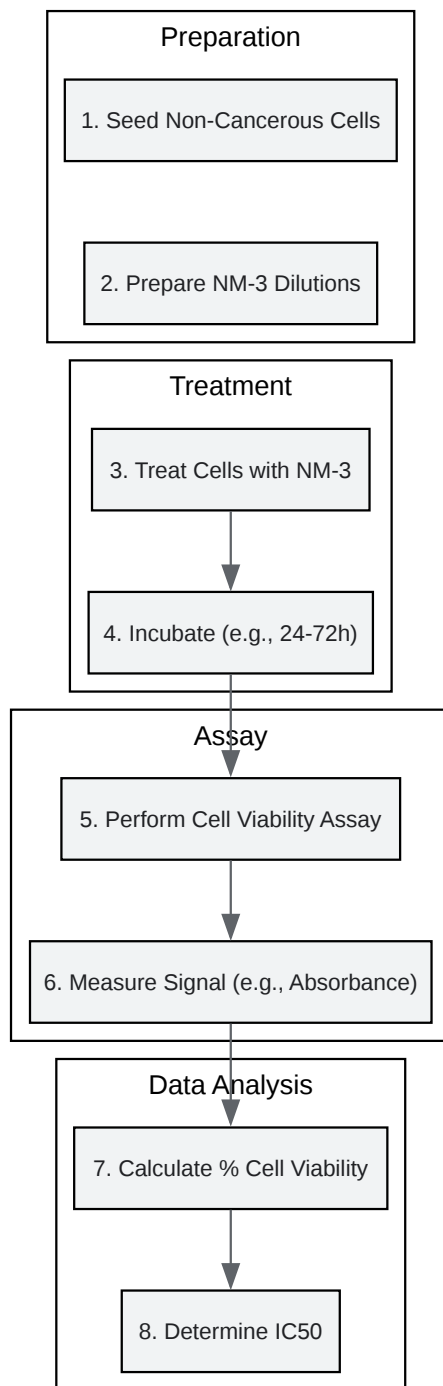 Preparation
1. Seed Non-Cancerous Cells
2. Prepare NM-3 Dilutions
Treatment
3. Treat Cells with NM-3
4. Incubate (e.g., 24-72h)
Assay
5. Perform Cell Viability Assay
6. Measure Signal (e.g., Absorbance)
Data Analysis
7. Calculate % Cell Viability
8. Determine IC50